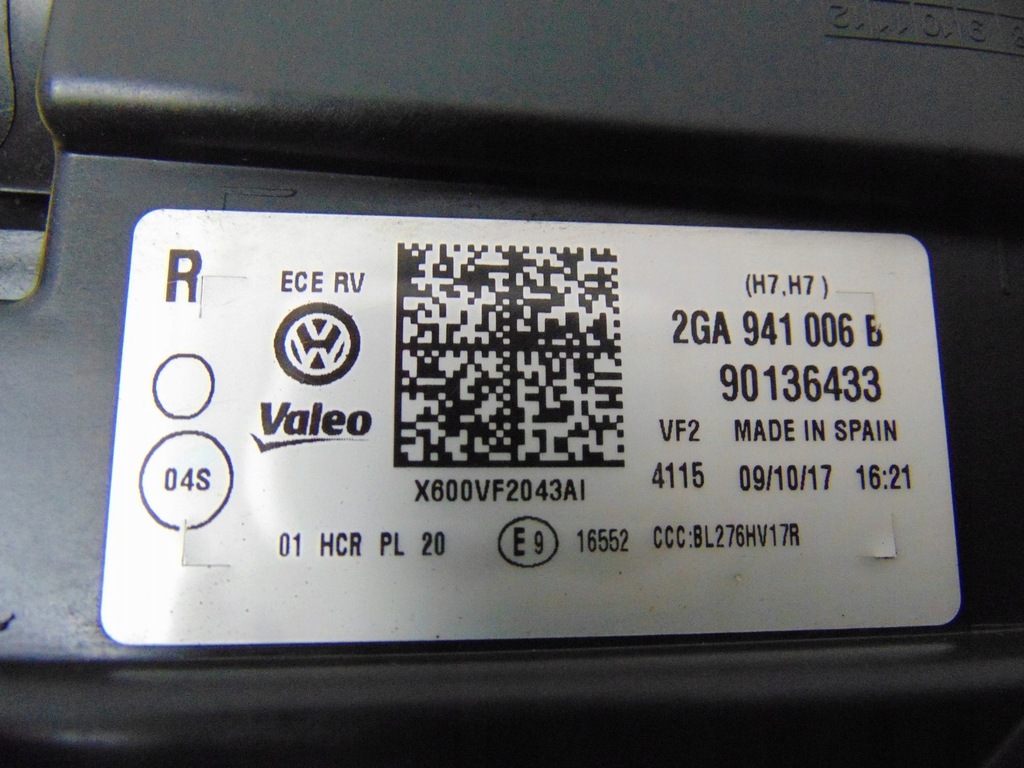 R
ECE RV
Valeo
04S
X600VF2043AI
(H7,H7)
2GA 941 006 B
90136433
VF2 MADE IN SPAIN
4115 09/10/17 16:21
01 HCR PL 20 E9 16552 CCC:BL276HV17R